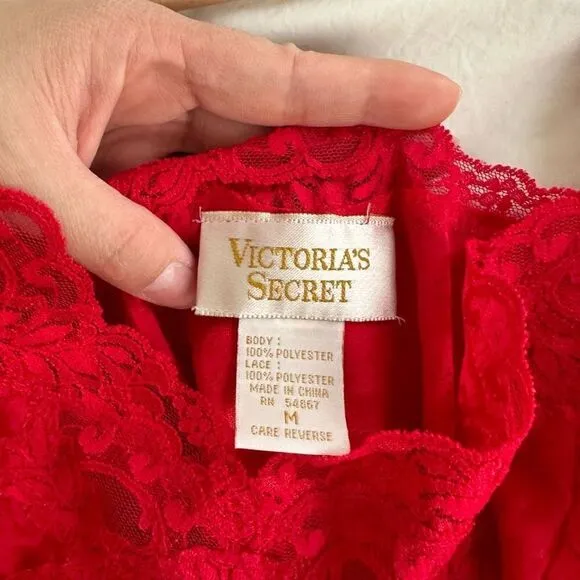 VICTORIA'S
SECRET
BODY :
100% POLYESTER
LACE :
100% POLYESTER
MADE IN CHINA
RN 54867
M
CARE REVERSE